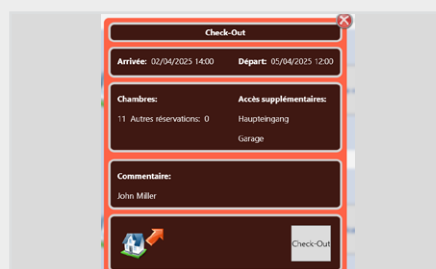 Check-Out
Arrivée: 02/04/2025 14:00 Départ: 05/04/2025 12:00
Chambres: Accès supplémentaires:
11 Autres réservations: 0 Haupteingang
Garage
Commentaire:
John Miller
Check-Out